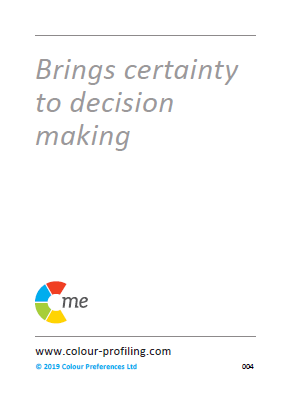 Brings certainty
to decision
making
me
www.colour-profiling.com
© 2019 Colour Preferences Ltd 004